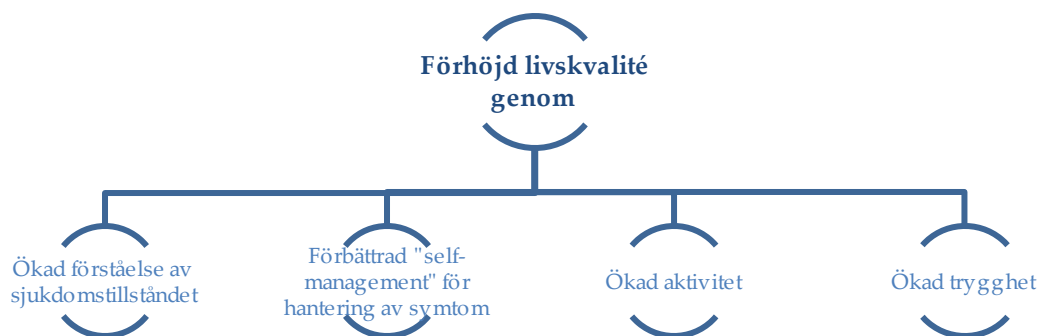 Förhöjd livskvalité
genom
Ökad förståelse av
sjukdomstillståndet
Förbättrad "self-
management" för
hantering av symtom
Ökad aktivitet
Ökad trygghet